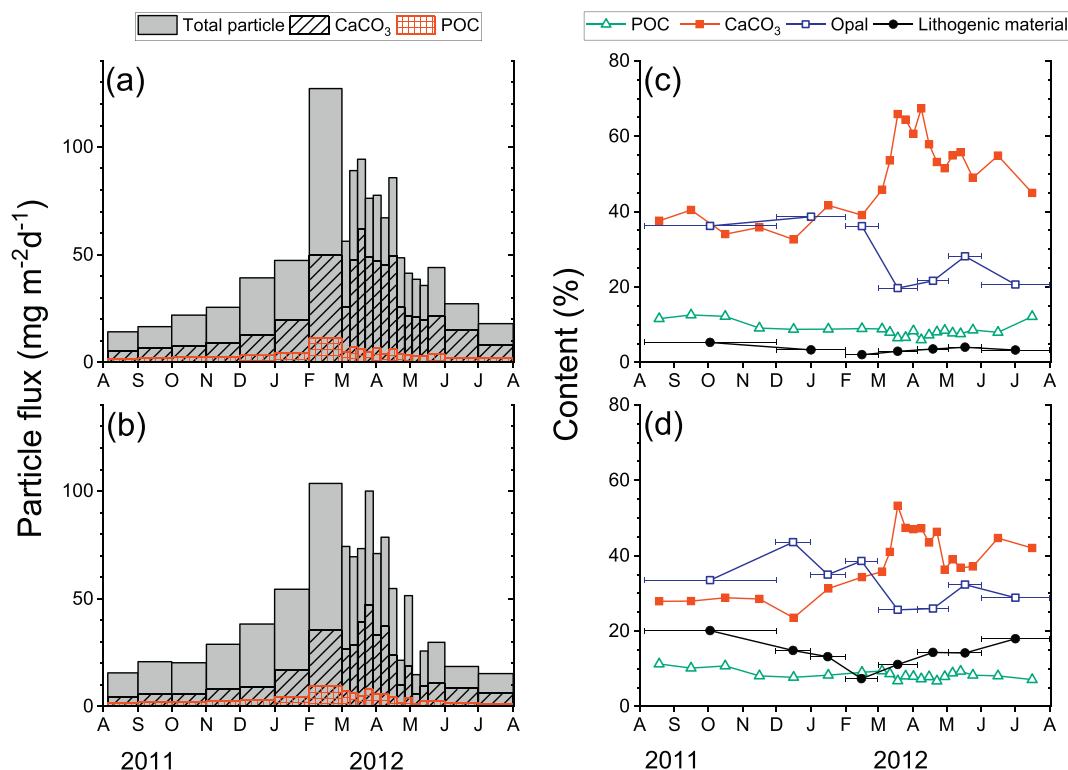 Total particle CaCO₃ POC
POC CaCO₃ Opal Lithogenic material
Particle flux (mg m⁻²d⁻¹)
(a)
100
50
0
A S O N D J F M A M J J A
(b)
100
50
0
A S O N D J F M A M J J A
2011 2012
Content (%)
(c)
80
60
40
20
0
A S O N D J F M A M J J A
(d)
80
60
40
20
0
A S O N D J F M A M J J A
2011 2012